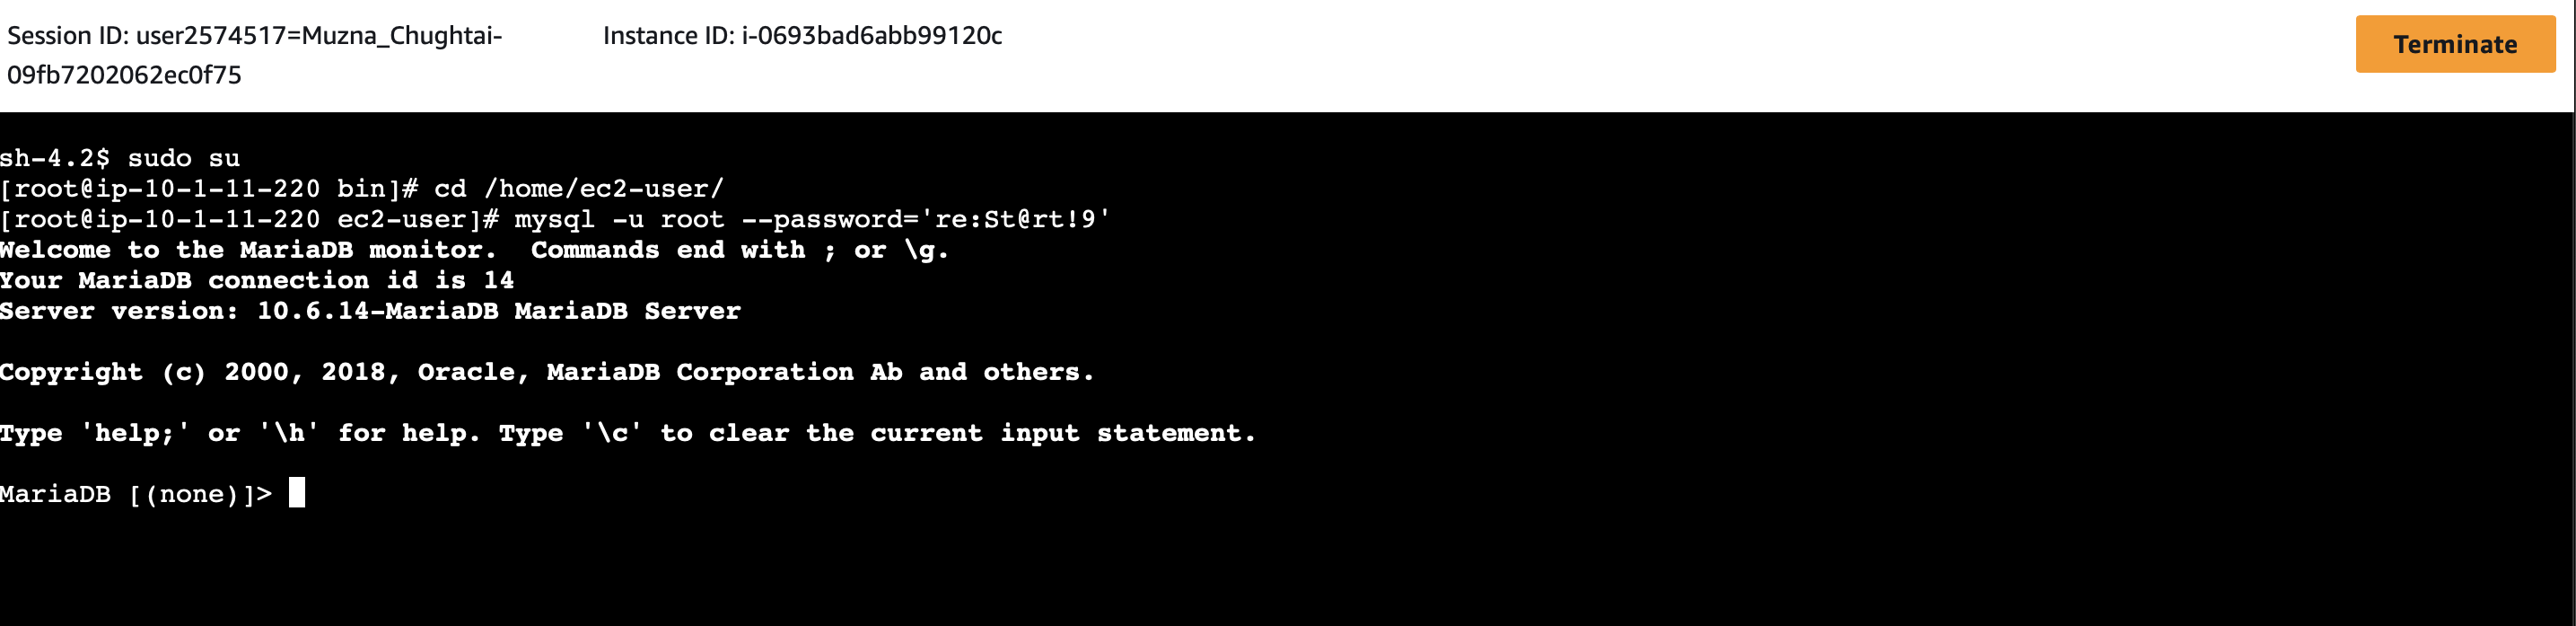 Session ID: user2574517=Muzna_Chughtai-
09fb7202062ec0f75
Instance ID: i-0693bad6abb99120c
Terminate
sh-4.2$ sudo su
[root@ip-10-1-11-220 bin]# cd /home/ec2-user/
[root@ip-10-1-11-220 ec2-user]# mysql -u root --password='re:St@rt!9'
Welcome to the MariaDB monitor.  Commands end with ; or \g.
Your MariaDB connection id is 14
Server version: 10.6.14-MariaDB MariaDB Server
Copyright (c) 2000, 2018, Oracle, MariaDB Corporation Ab and others.
Type 'help;' or '\h' for help. Type '\c' to clear the current input statement.
MariaDB [(none)]>